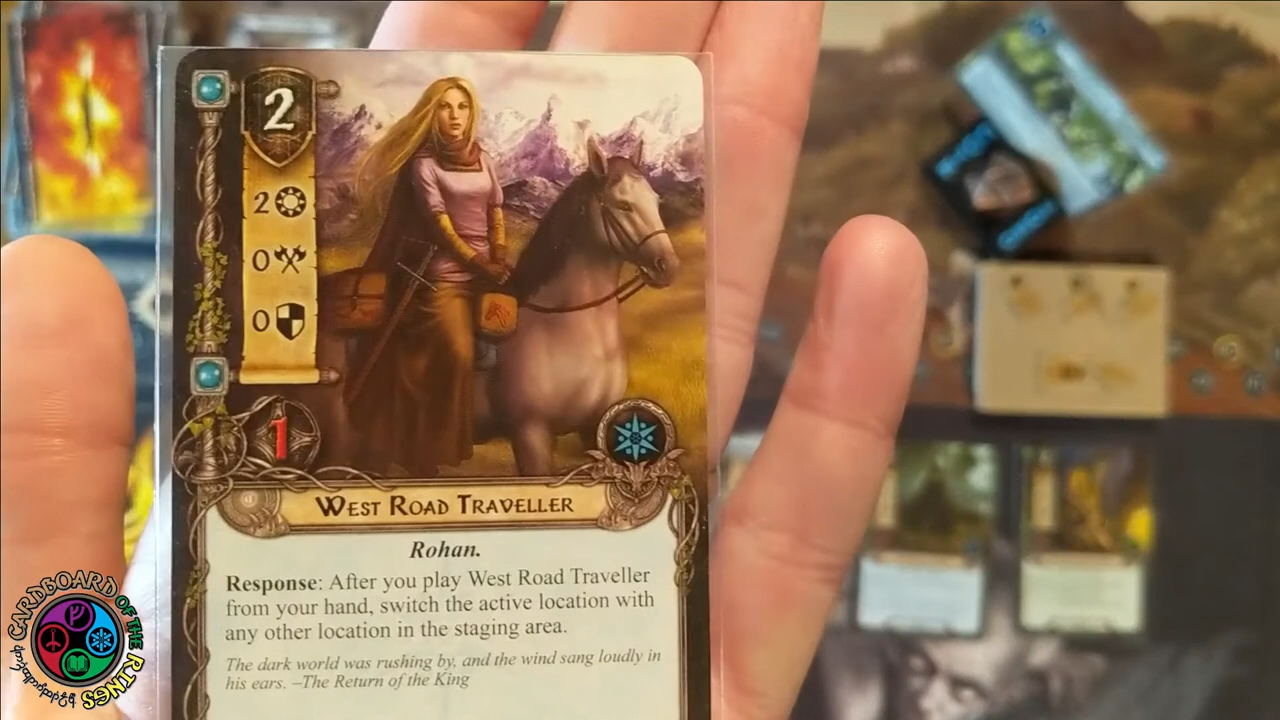 2
2
0
0
1
WEST ROAD TRAVELLER
Rohan.
Response: After you play West Road Traveller
from your hand, switch the active location with
any other location in the staging area.
The dark world was rushing by, and the wind sang loudly in
his ears. –The Return of the King
CARDBOARD OF THE RINGS